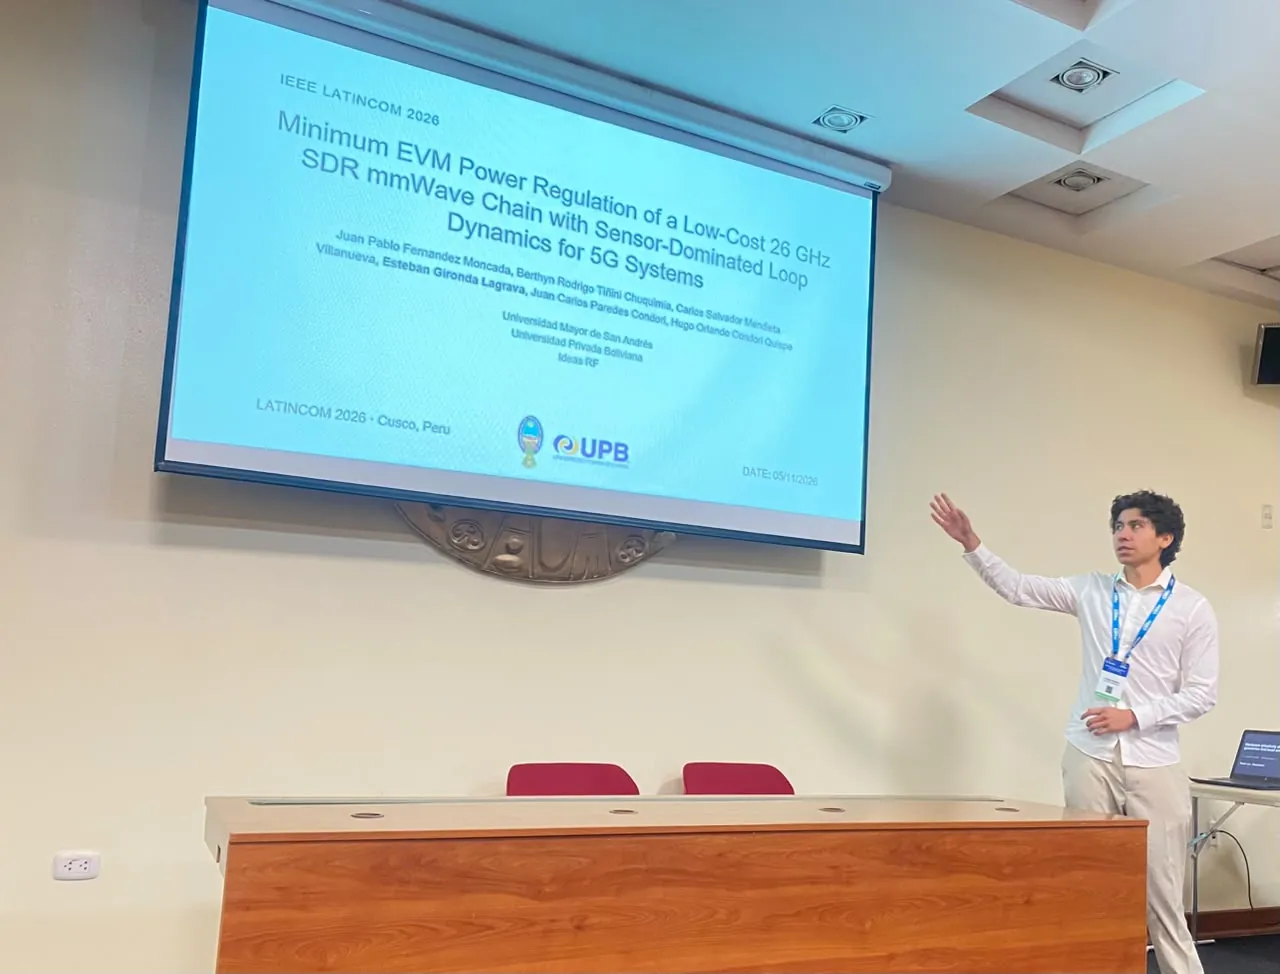 IEEE LATINCOM 2026
Minimum EVM Power Regulation of a Low-Cost 26 GHz
SDR mmWave Chain with Sensor-Dominated Loop
Dynamics for 5G Systems
Juan Pablo Fernandez Moncada, Berthyn Rodrigo Tiñini Chuquimia, Carlos Salvador Mendieta
Villanueva, Esteban Gironda Lagrava, Juan Carlos Paredes Condori, Hugo Orlando Condori Quispe
Universidad Mayor de San Andrés
Universidad Privada Boliviana
Ideas RF
LATINCOM 2026 • Cusco, Peru
UPB
DATE: 05/11/2026